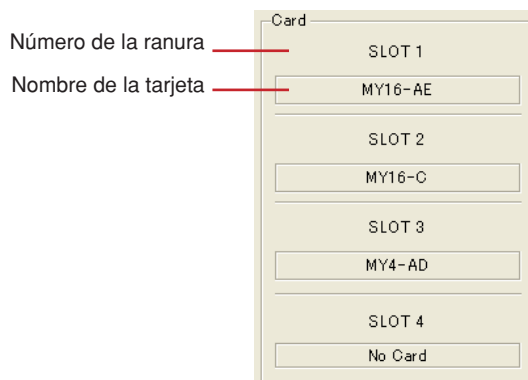 Card
Número de la ranura
SLOT 1
Nombre de la tarjeta
MY16-AE
SLOT 2
MY16-C
SLOT 3
MY4-AD
SLOT 4
No Card